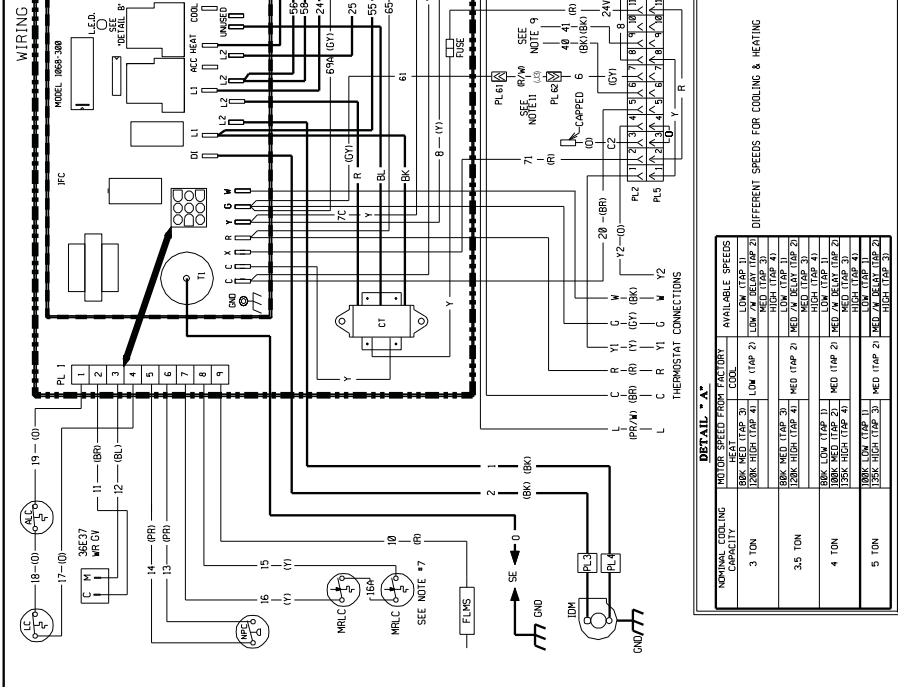 WIRING
L.E.D.
SEE
"DETAIL B"
MODEL 1068-300
IFC
COOL
UNUSED
ACC HEAT
L2
L2
L1
L2
L2
L1
DI
W
G
Y
R
X
C
C
GND
T1
25
69A (GY)
(GY)
R
BL
BK
7C
Y
61
8
(Y)
Y
Y
CT
FUSE
(R)
24V
SEE
NOTE 9
41
(BK)
40
(BK)
PL61
(R/W)
PL62
6
(GY)
SEE
NOTE 11
CAPPED
(O)
C2
71
(R)
PL2
PL5
R
Y
20
(BR)
Y2
(O)
Y2
W
(BK)
W
G
(GY)
G
Y1
(Y)
Y1
R
(R)
R
C
(BR)
C
L
(PR/W)
L
THERMOSTAT CONNECTIONS
PL 1
1
2
3
4
5
6
7
8
9
19
(O)
ALC
18
(O)
17
(O)
LC
11
(BR)
12
(BL)
36E37
WR GV
C
M
14
(PR)
13
(PR)
NPC
15
(Y)
16
(Y)
MRLC
16A
MRLC
SEE NOTE #7
10
(R)
FLMS
1
(BK)
2
(BK)
0
SE
GND
PL3
PL4
IDM
GND
DIFFERENT SPEEDS FOR COOLING & HEATING
DETAIL "A"
NOMINAL COOLING CAPACITY
MOTOR SPEED FROM FACTORY
HEAT
COOL
AVAILABLE SPEEDS
3 TON
80K MED (TAP 3)
120K HIGH (TAP 4)
LOW (TAP 2)
LOW (TAP 1)
LOW /W DELAY (TAP 2)
MED (TAP 3)
HIGH (TAP 4)
3.5 TON
80K MED (TAP 3)
120K HIGH (TAP 4)
MED (TAP 2)
LOW (TAP 1)
MED /W DELAY (TAP 2)
MED (TAP 3)
HIGH (TAP 4)
4 TON
80K LOW (TAP 1)
100K MED (TAP 2)
135K HIGH (TAP 4)
MED (TAP 2)
LOW (TAP 1)
MED /W DELAY (TAP 2)
MED (TAP 3)
HIGH (TAP 4)
5 TON
100K LOW (TAP 1)
135K HIGH (TAP 3)
MED (TAP 2)
LOW (TAP 1)
MED /W DELAY (TAP 2)
HIGH (TAP 3)